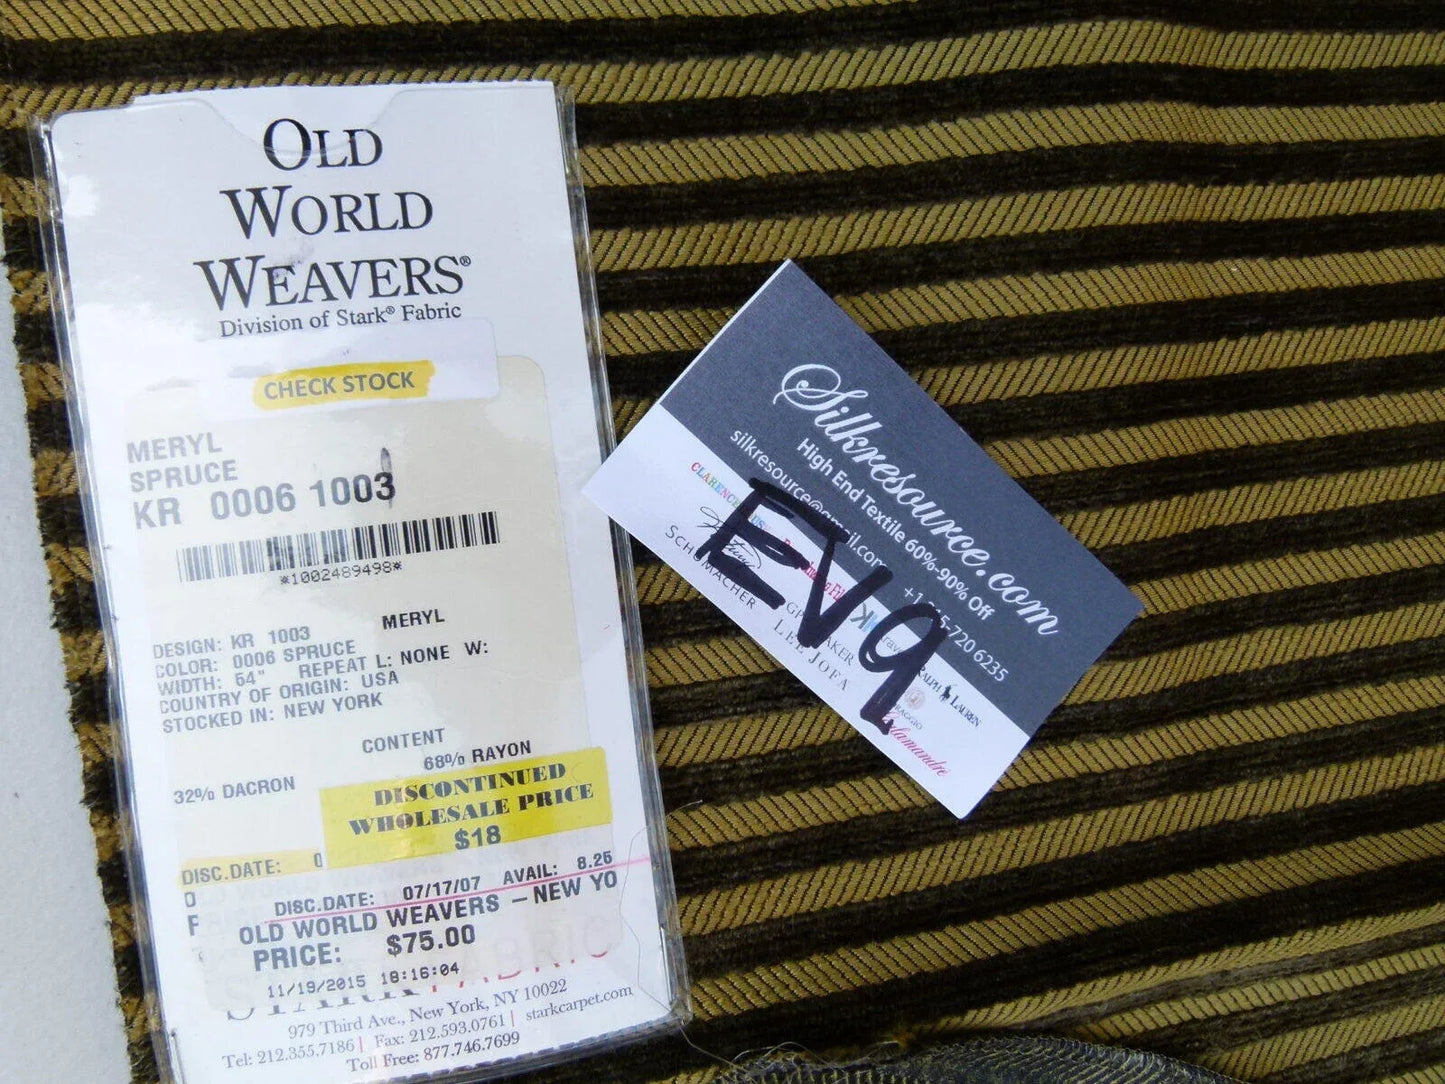 OLD
WORLD
WEAVERS®
Division of Stark® Fabric
CHECK STOCK
MERYL
SPRUCE
KR 0006 1003
*1002489498*
MERYL
DESIGN: KR 1003
COLOR: 0006 SPRUCE
WIDTH: 54" REPEAT L: NONE W:
COUNTRY OF ORIGIN: USA
STOCKED IN: NEW YORK
CONTENT
68% RAYON
32% DACRON
DISCONTINUED
WHOLESALE PRICE
$18
DISC.DATE: 0
DISC.DATE: 07/17/07 AVAIL: 8.25
OLD WORLD WEAVERS - NEW YO
PRICE: $75.00
11/19/2015 18:16:04
979 Third Ave., New York, NY 10022
Tel: 212.355.7186 | Fax: 212.593.0761 | starkcarpet.com
Toll Free: 877.746.7699
Silkresource.com
High End Textile 60%-90% Off
EV9
SCHUMACHER
LEE JOFA
RALPH LAUREN
Scalamandre